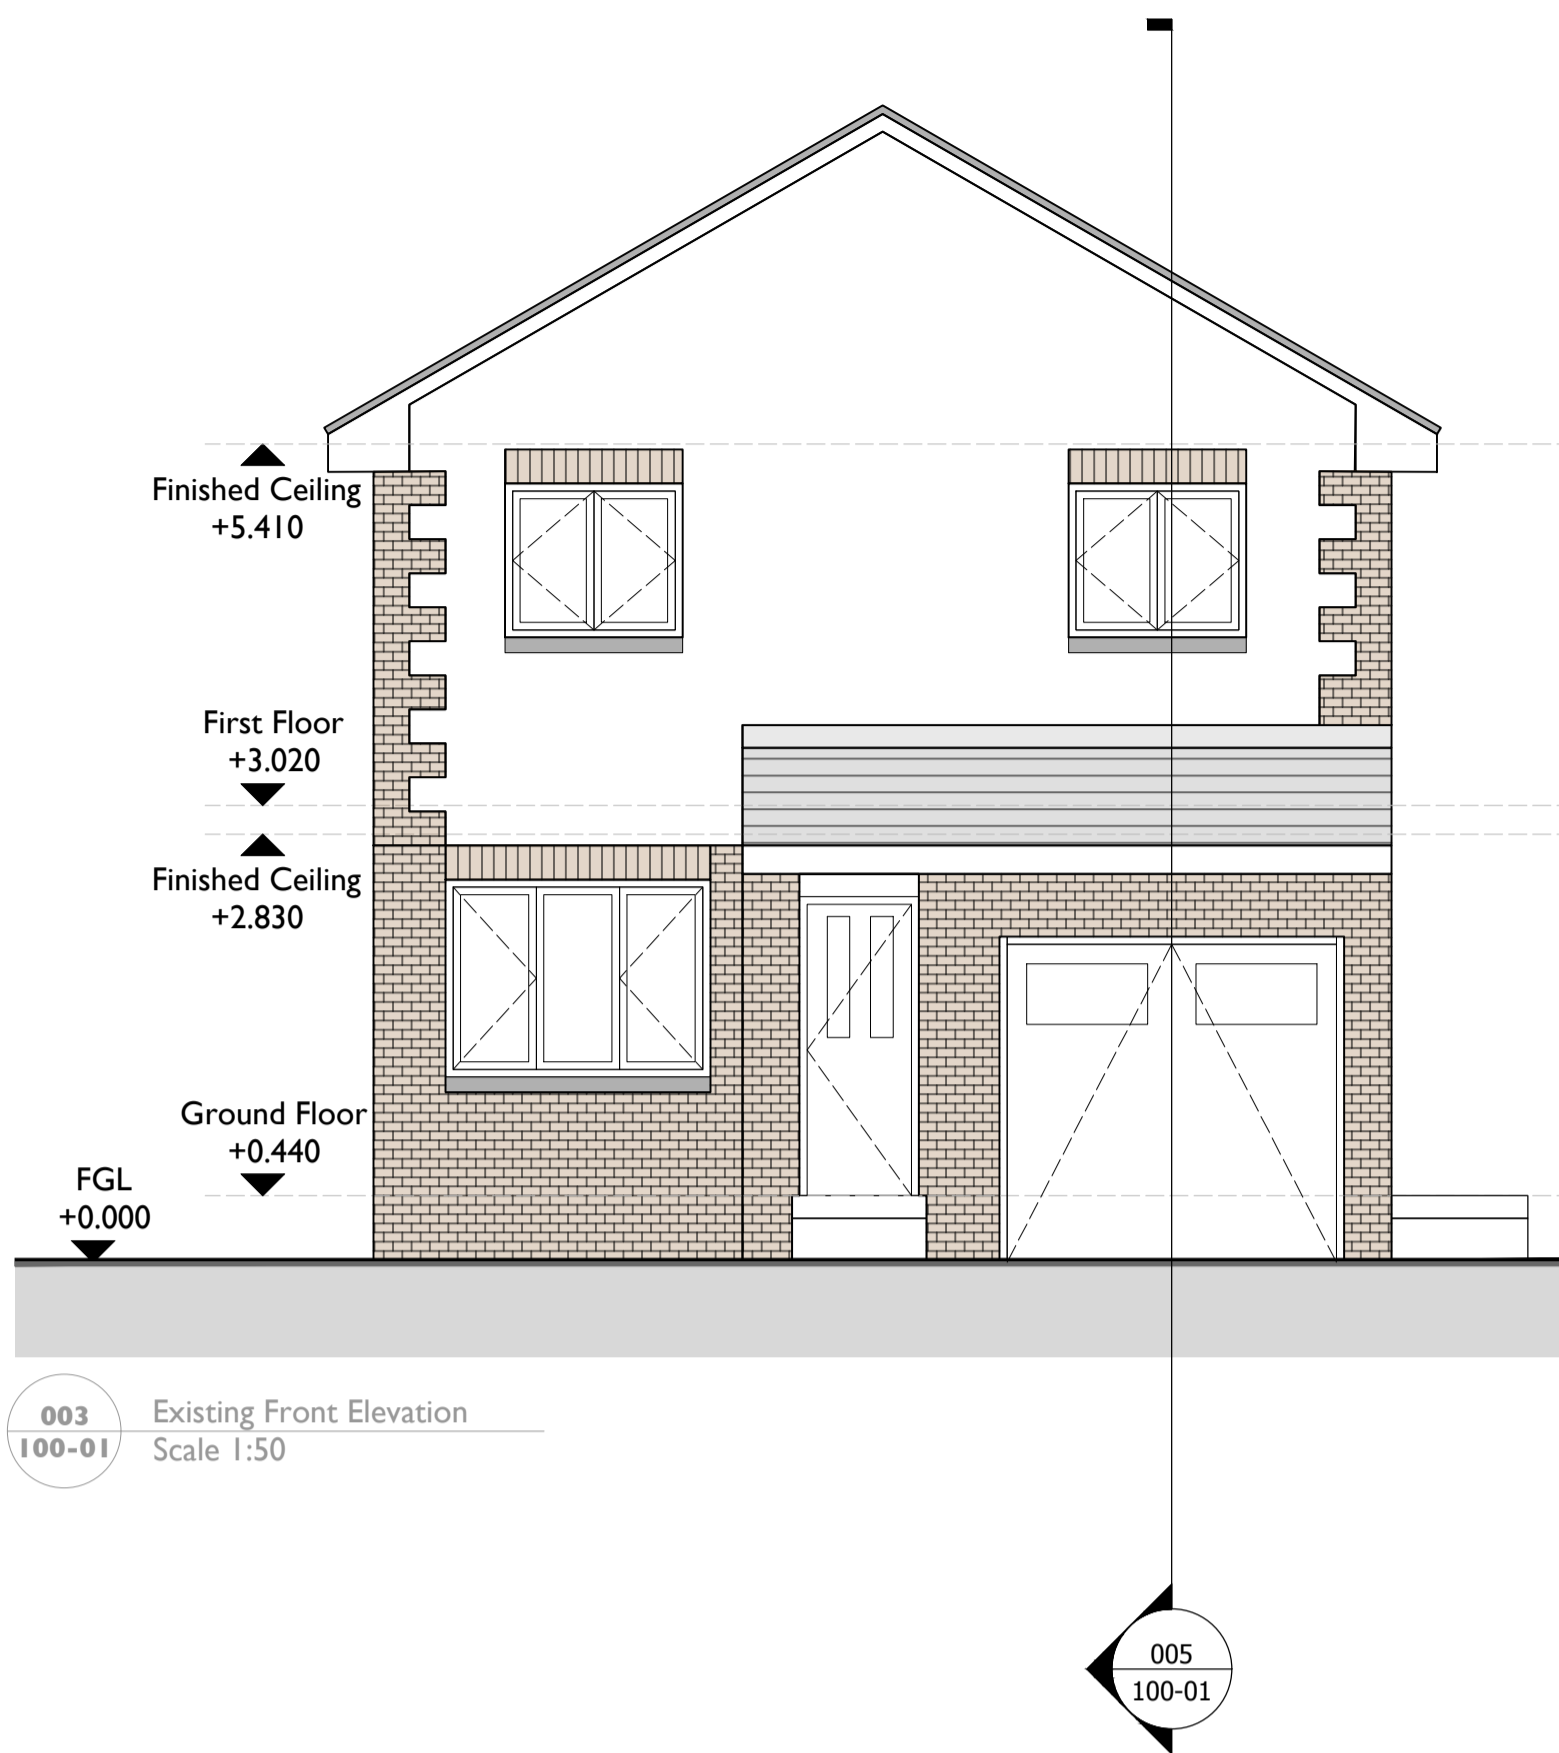 Finished Ceiling
+5.410
First Floor
+3.020
Finished Ceiling
+2.830
Ground Floor
+0.440
FGL
+0.000
003
100-01
Existing Front Elevation
Scale 1:50
005
100-01